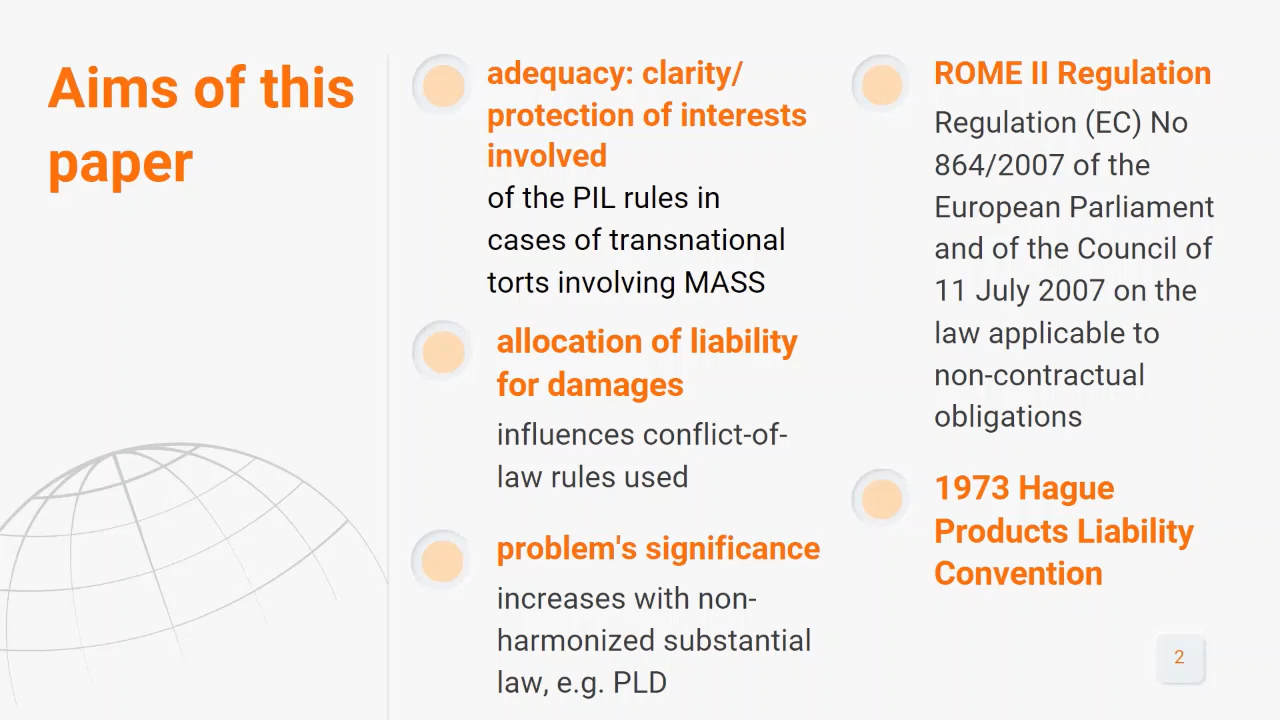 Aims of this
paper
adequacy: clarity/
protection of interests
involved
of the PIL rules in
cases of transnational
torts involving MASS
allocation of liability
for damages
influences conflict-of-
law rules used
problem's significance
increases with non-
harmonized substantial
law, e.g. PLD
ROME II Regulation
Regulation (EC) No
864/2007 of the
European Parliament
and of the Council of
11 July 2007 on the
law applicable to
non-contractual
obligations
1973 Hague
Products Liability
Convention
2